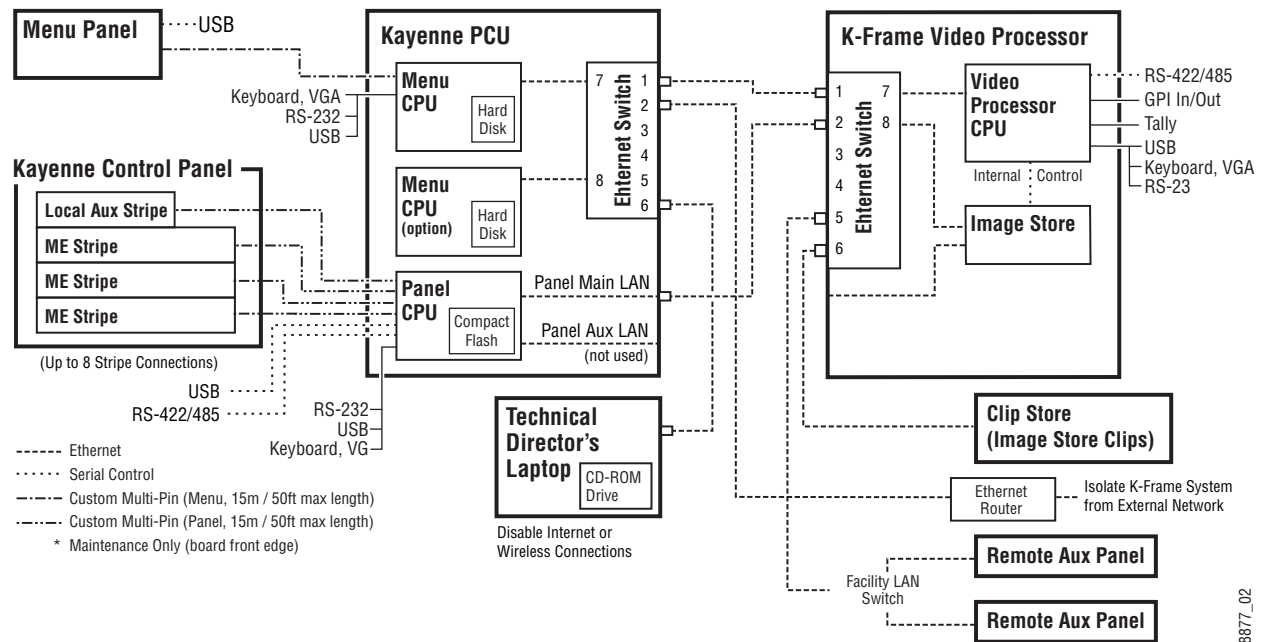 Menu Panel
USB
Kayenne PCU
K-Frame Video Processor
Menu
CPU
Hard
Disk
Keyboard, VGA
RS-232
USB
7
8
Ehternet Switch
1
2
3
4
5
6
Menu
CPU
(option)
Hard
Disk
Kayenne Control Panel
Local Aux Stripe
ME Stripe
ME Stripe
ME Stripe
(Up to 8 Stripe Connections)
USB
RS-422/485
Panel
CPU
Compact
Flash
Panel Main LAN
Panel Aux LAN
(not used)
RS-232
USB
Keyboard, VG
1
2
3
4
5
6
Ehternet Switch
7
8
Video
Processor
CPU
Internal
Control
Image Store
RS-422/485
GPI In/Out
Tally
USB
Keyboard, VGA
RS-23
Technical
Director's
Laptop
CD-ROM
Drive
Disable Internet or
Wireless Connections
Clip Store
(Image Store Clips)
Ethernet
Router
Isolate K-Frame System
from External Network
Facility LAN
Switch
Remote Aux Panel
Remote Aux Panel
Ethernet
Serial Control
Custom Multi-Pin (Menu, 15m / 50ft max length)
Custom Multi-Pin (Panel, 15m / 50ft max length)
* Maintenance Only (board front edge)
8877_02